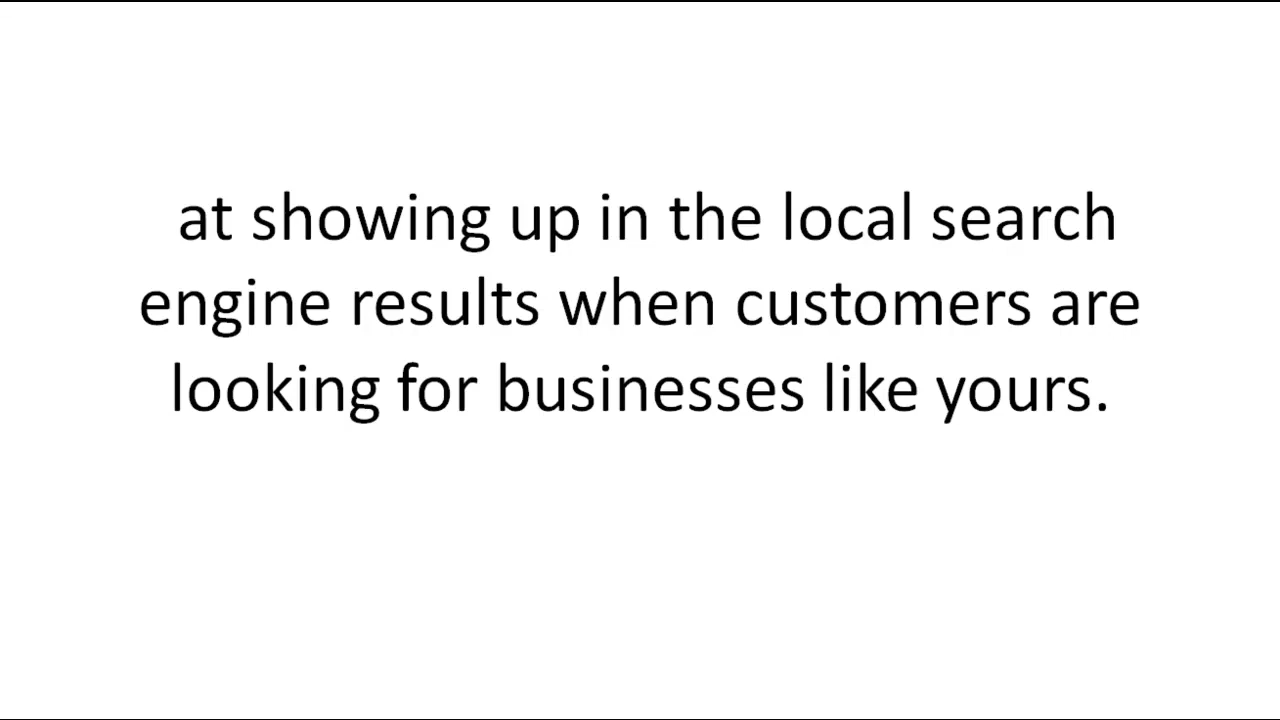 at showing up in the local search
engine results when customers are
looking for businesses like yours.